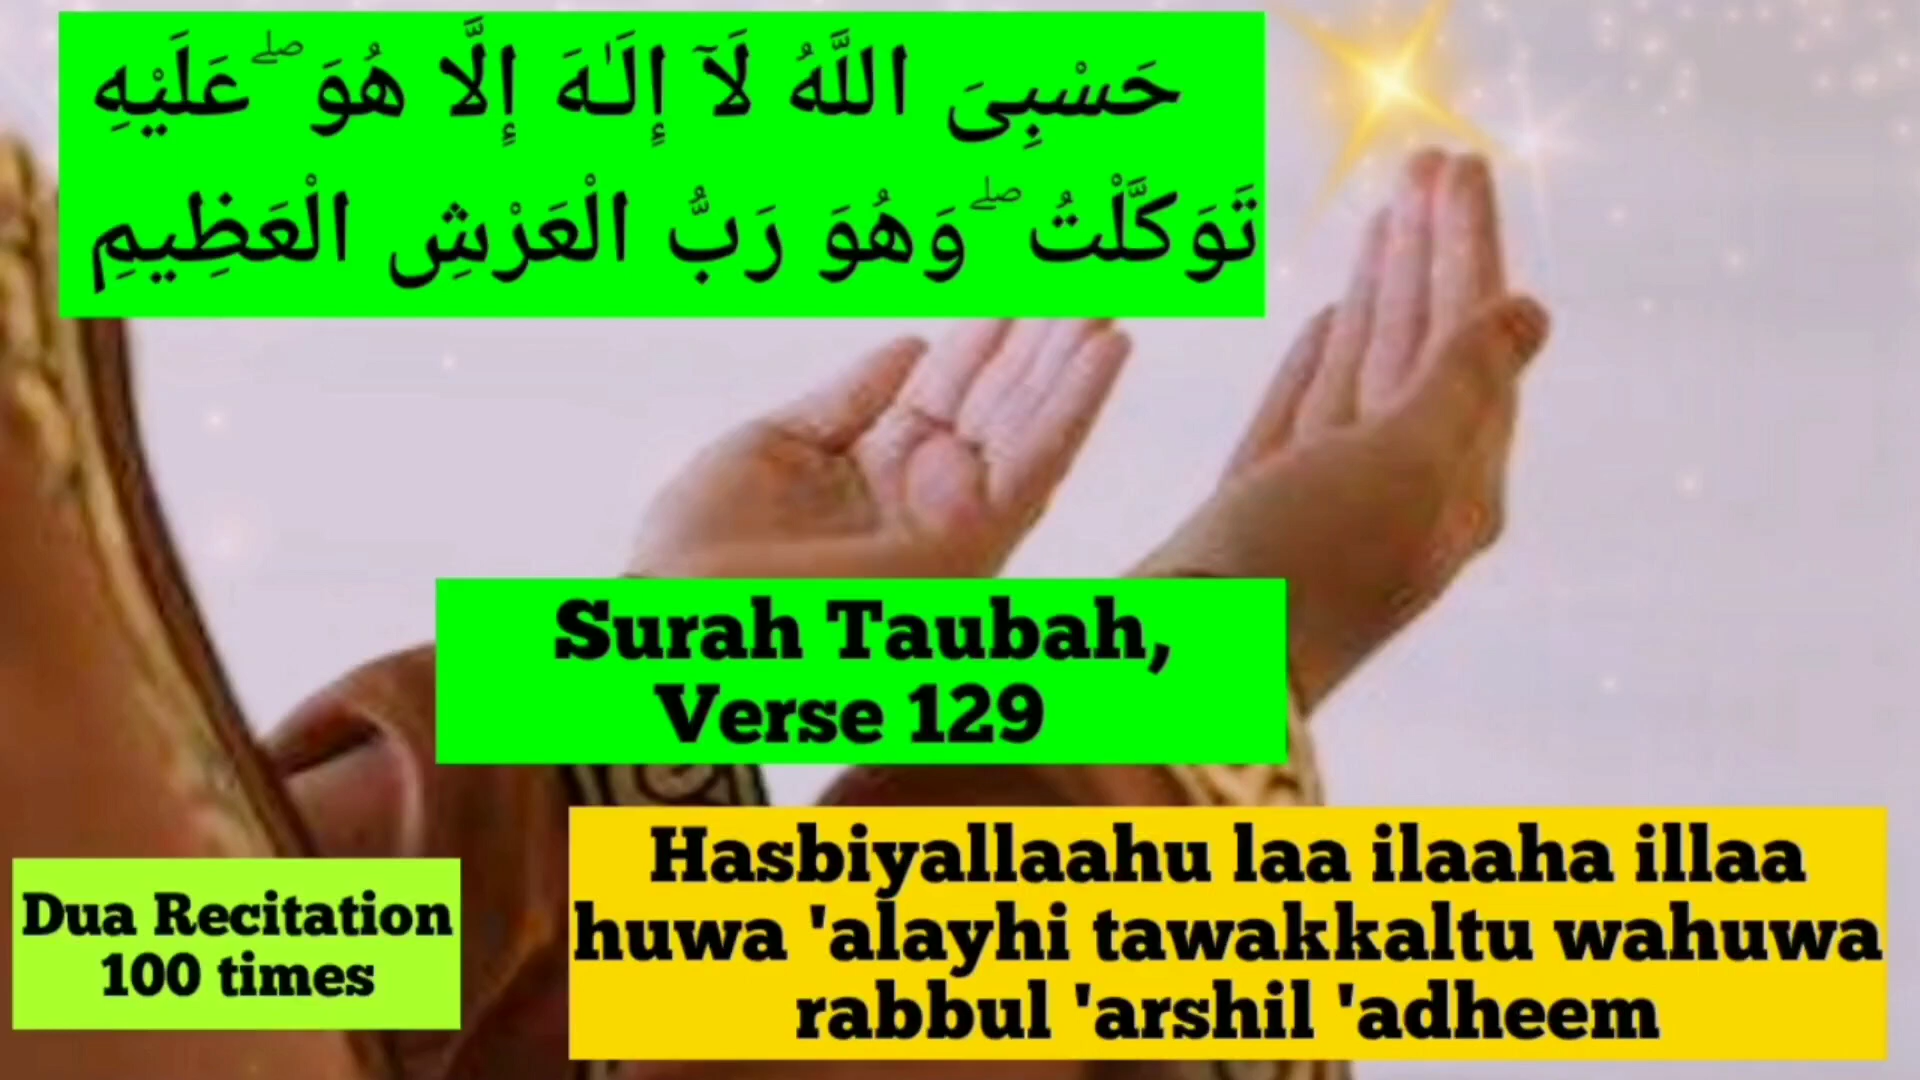 حَسْبِىَ اللَّهُ لَآ إِلَـٰهَ إِلَّا هُوَ ۖ عَلَيْهِ
تَوَكَّلْتُ ۖ وَهُوَ رَبُّ الْعَرْشِ الْعَظِيمِ
Surah Taubah,
Verse 129
Dua Recitation
100 times
Hasbiyallaahu laa ilaaha illaa
huwa 'alayhi tawakkaltu wahuwa
rabbul 'arshil 'adheem